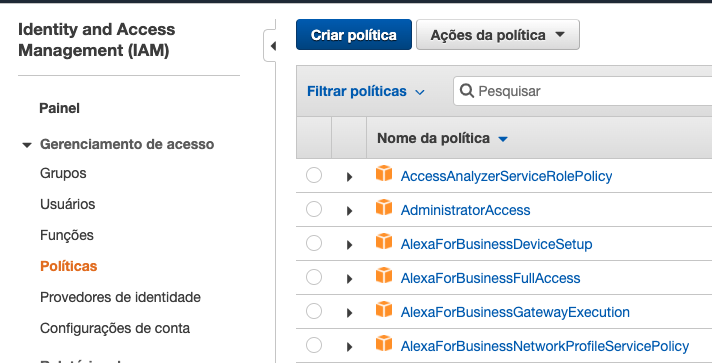 Identity and Access
Management (IAM)
Painel
Gerenciamento de acesso
Grupos
Usuários
Funções
Políticas
Provedores de identidade
Configurações de conta
Criar política
Ações da política
Filtrar políticas
Pesquisar
Nome da política
AccessAnalyzerServiceRolePolicy
AdministratorAccess
AlexaForBusinessDeviceSetup
AlexaForBusinessFullAccess
AlexaForBusinessGatewayExecution
AlexaForBusinessNetworkProfileServicePolicy